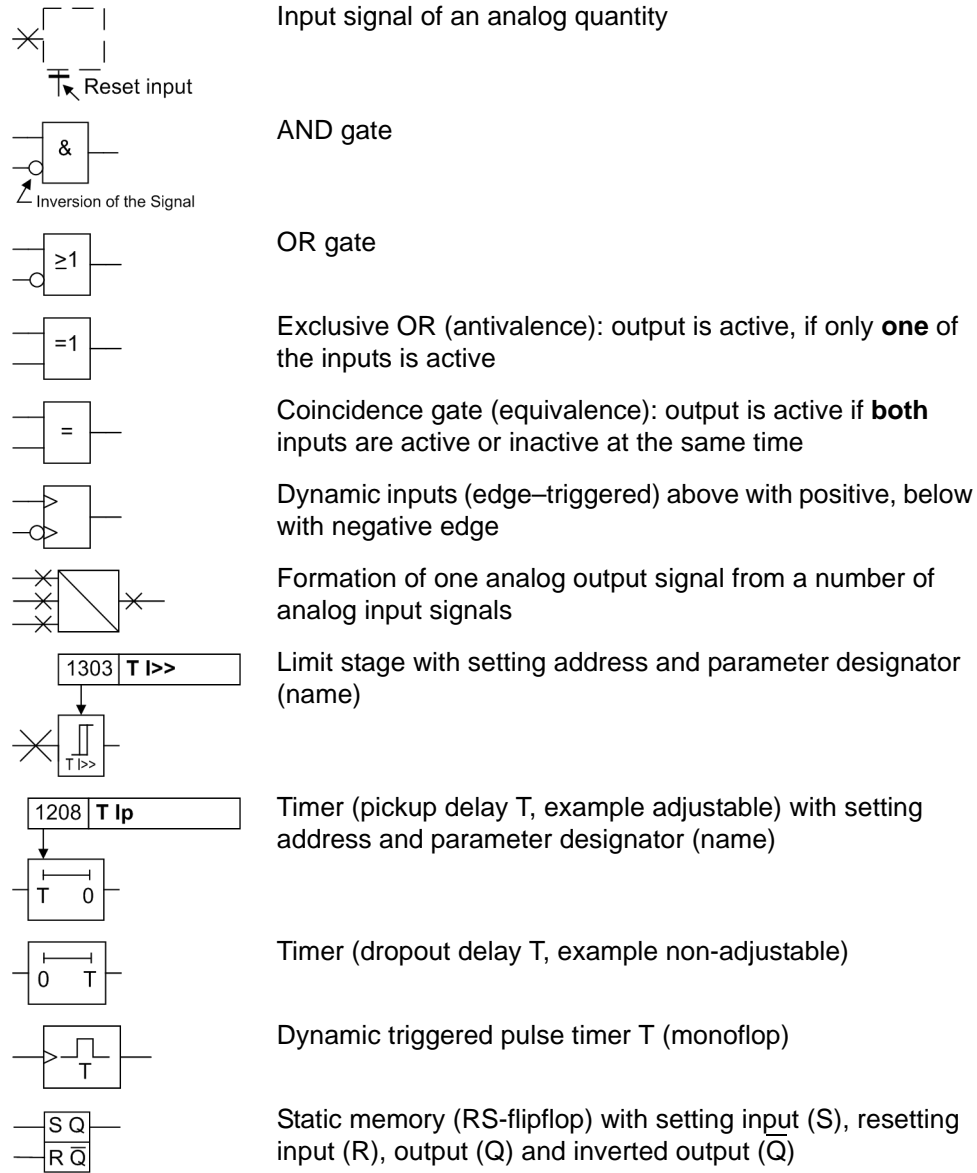 Input signal of an analog quantity
Reset input
AND gate
&
Inversion of the Signal
OR gate
≥1
Exclusive OR (antivalence): output is active, if only one of
the inputs is active
=1
Coincidence gate (equivalence): output is active if both
inputs are active or inactive at the same time
=
Dynamic inputs (edge–triggered) above with positive, below
with negative edge
Formation of one analog output signal from a number of
analog input signals
Limit stage with setting address and parameter designator
(name)
1303 T I>>
T I>>
Timer (pickup delay T, example adjustable) with setting
address and parameter designator (name)
1208 T Ip
T 0
Timer (dropout delay T, example non-adjustable)
0 T
Dynamic triggered pulse timer T (monoflop)
T
Static memory (RS-flipflop) with setting input (S), resetting
input (R), output (Q) and inverted output (Q̅)
S Q
R Q̅